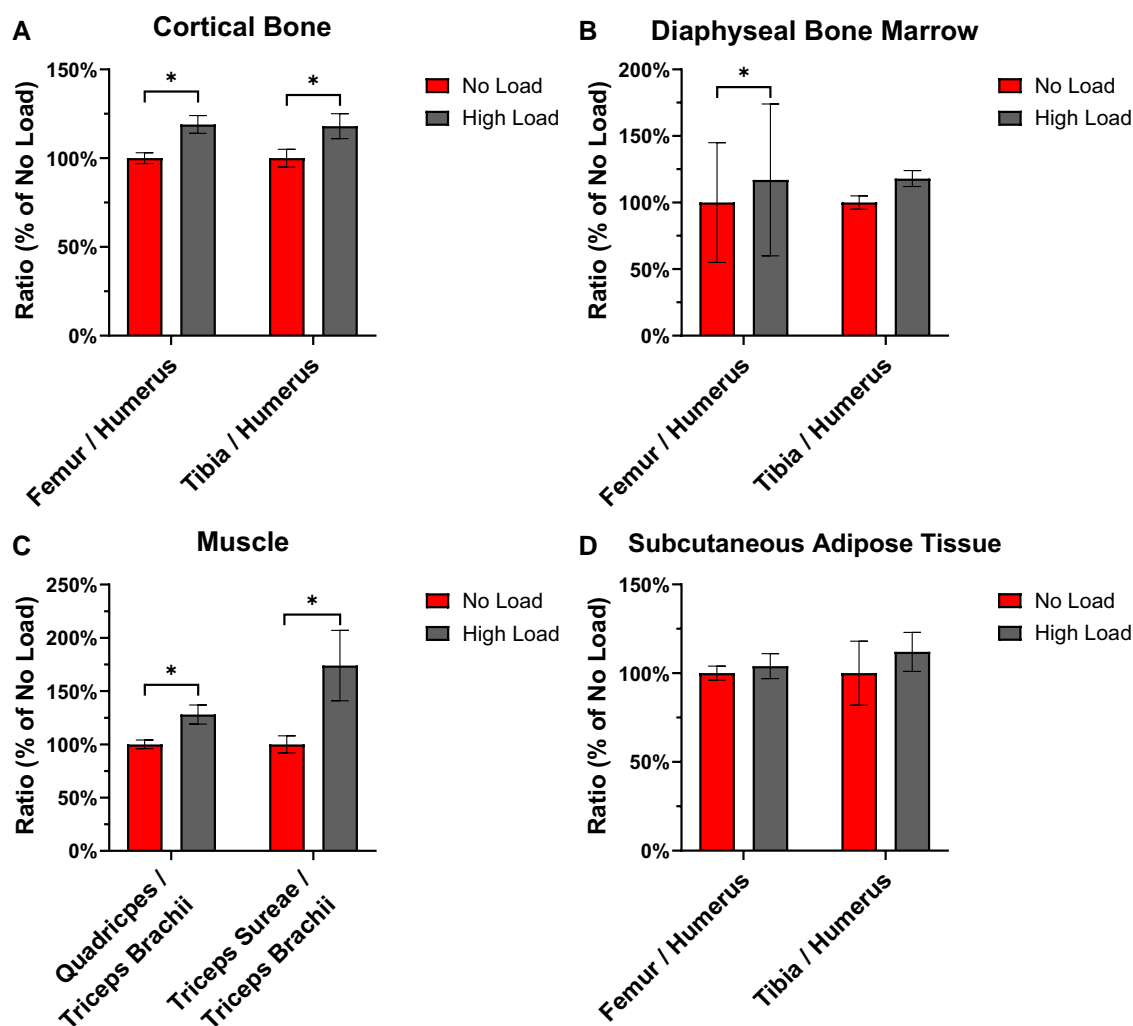 A
Cortical Bone
Ratio (% of No Load)
150%
100%
50%
0%
*
*
No Load
High Load
Femur / Humerus
Tibia / Humerus
B
Diaphyseal Bone Marrow
Ratio (% of No Load)
200%
150%
100%
50%
0%
*
No Load
High Load
Femur / Humerus
Tibia / Humerus
C
Muscle
Ratio (% of No Load)
250%
200%
150%
100%
50%
0%
*
*
No Load
High Load
Quadricpes /
Triceps Brachii
Triceps Sureae /
Triceps Brachii
D
Subcutaneous Adipose Tissue
Ratio (% of No Load)
150%
100%
50%
0%
No Load
High Load
Femur / Humerus
Tibia / Humerus